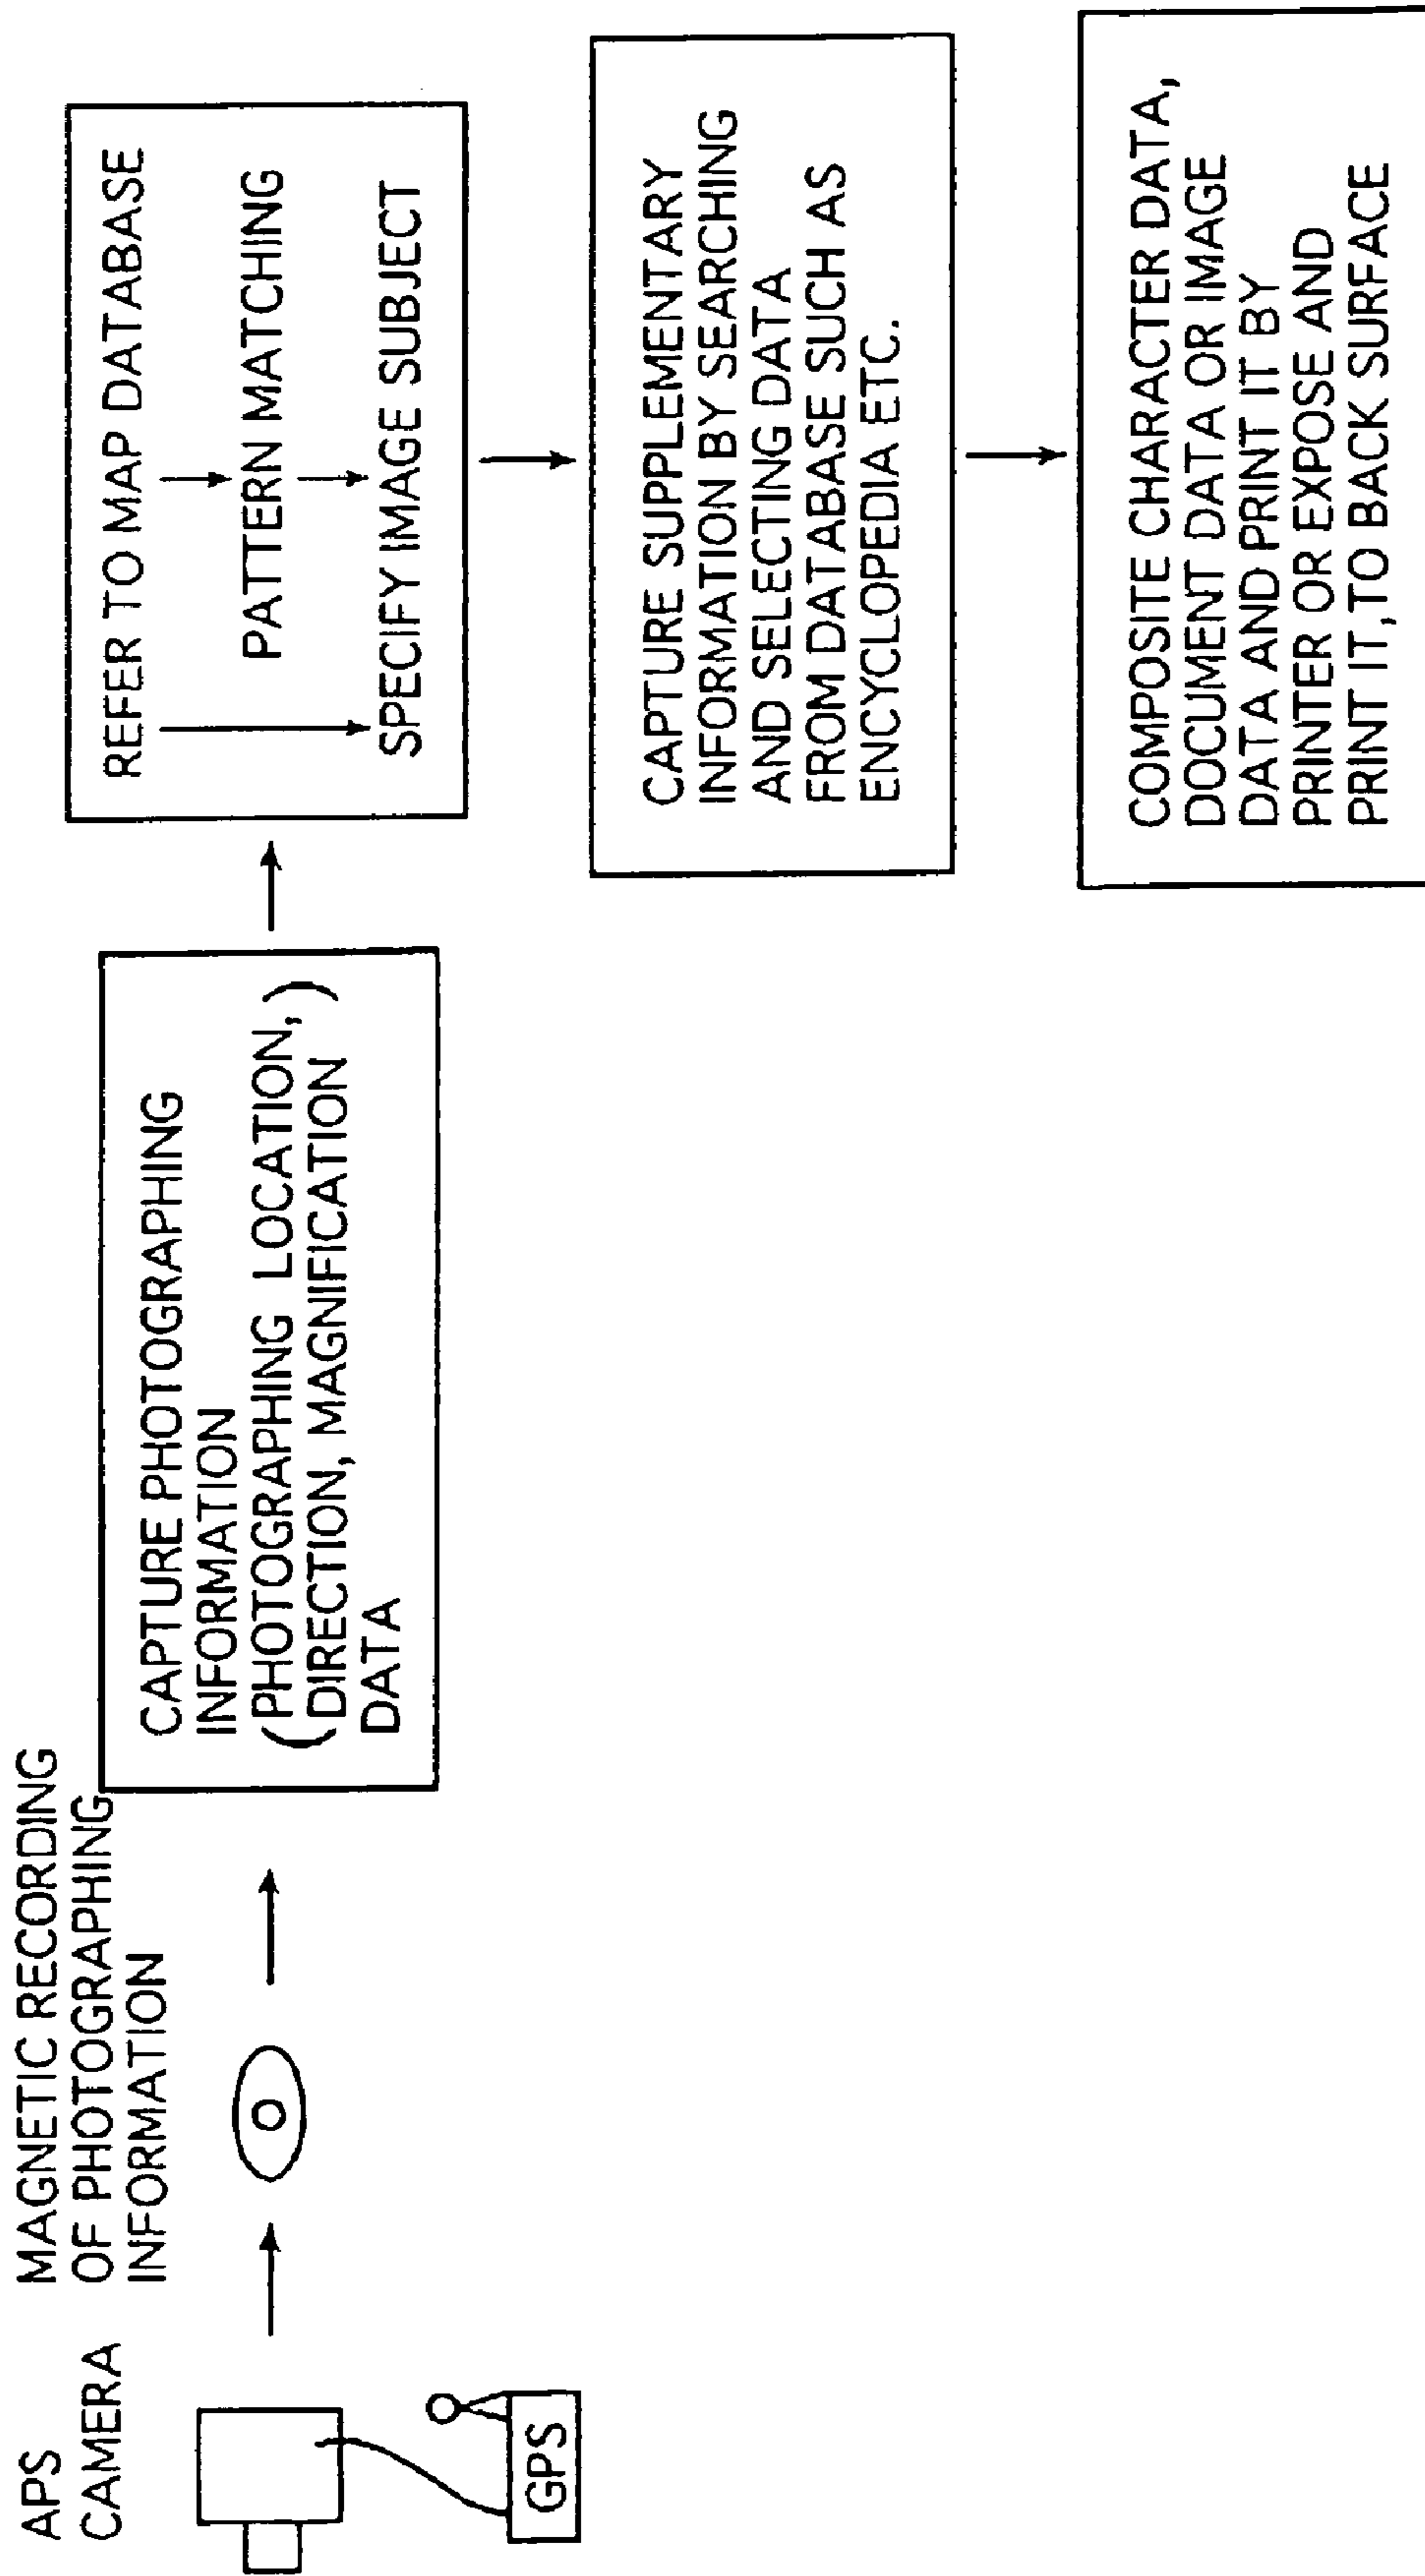 APS
CAMERA
MAGNETIC RECORDING
OF PHOTOGRAPHING
INFORMATION
GPS
CAPTURE PHOTOGRAPHING
INFORMATION
(PHOTOGRAPHING LOCATION,
DIRECTION, MAGNIFICATION)
DATA
REFER TO MAP DATABASE
PATTERN MATCHING
SPECIFY IMAGE SUBJECT
CAPTURE SUPPLEMENTARY
INFORMATION BY SEARCHING
AND SELECTING DATA
FROM DATABASE SUCH AS
ENCYCLOPEDIA ETC.
COMPOSITE CHARACTER DATA,
DOCUMENT DATA OR IMAGE
DATA AND PRINT IT BY
PRINTER OR EXPOSE AND
PRINT IT, TO BACK SURFACE